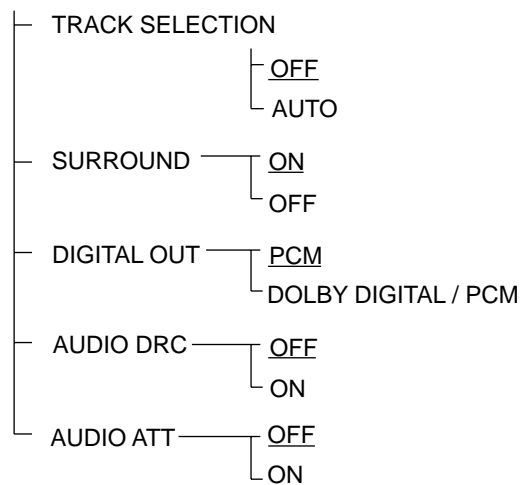 TRACK SELECTION
OFF
AUTO
SURROUND ON
OFF
DIGITAL OUT PCM
DOLBY DIGITAL / PCM
AUDIO DRC OFF
ON
AUDIO ATT OFF
ON